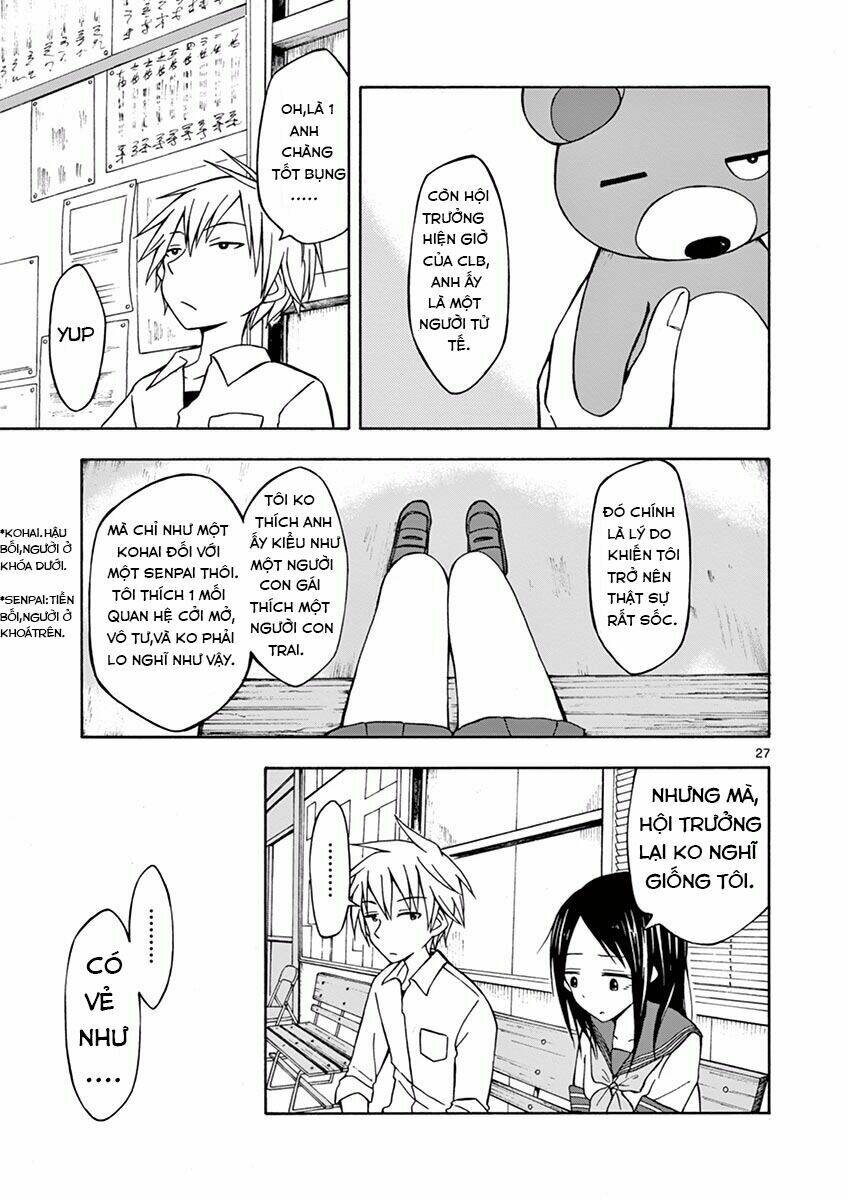 CÒN HỘI
TRƯỞNG
HIỆN GIỜ
CỦA CLB,
ANH ẤY
LÀ MỘT
NGƯỜI TỬ
TẾ.
OH,LÀ 1
ANH
CHÀNG
TỐT BỤNG
.....
YUP
ĐÓ CHÍNH
LÀ LÝ DO
KHIẾN TÔI
TRỞ NÊN
THẬT SỰ
RẤT SỐC.
TÔI KO
THÍCH ANH
ẤY KIỂU NHƯ
MỘT NGƯỜI
CON GÁI
THÍCH MỘT
NGƯỜI CON
TRAI.
MÀ CHỈ NHƯ MỘT
KOHAI ĐỐI VỚI
MỘT SENPAI THÔI.
TÔI THÍCH 1 MỐI
QUAN HỆ CỞI MỞ,
VÔ TƯ,VÀ KO PHẢI
LO NGHĨ NHƯ VẬY.
*KOHAI.HẬU
BỐI,NGƯỜI Ở
KHÓA DƯỚI.
*SENPAI:TIỀN
BỐI,NGƯỜI Ở
KHOÁTRÊN.
27
NHƯNG MÀ,
HỘI TRƯỞNG
LẠI KO NGHĨ
GIỐNG TÔI.
......
......
CÓ
VẺ
NHƯ
....